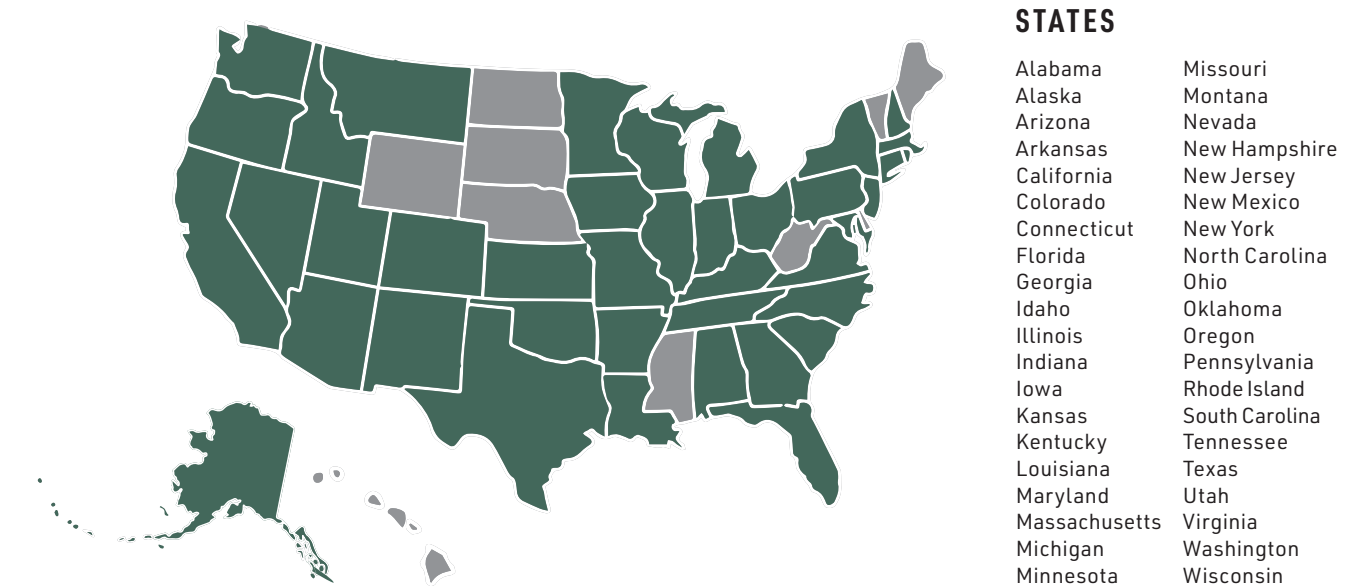 STATES
Alabama
Alaska
Arizona
Arkansas
California
Colorado
Connecticut
Florida
Georgia
Idaho
Illinois
Indiana
Iowa
Kansas
Kentucky
Louisiana
Maryland
Massachusetts
Michigan
Minnesota
Missouri
Montana
Nevada
New Hampshire
New Jersey
New Mexico
New York
North Carolina
Ohio
Oklahoma
Oregon
Pennsylvania
Rhode Island
South Carolina
Tennessee
Texas
Utah
Virginia
Washington
Wisconsin